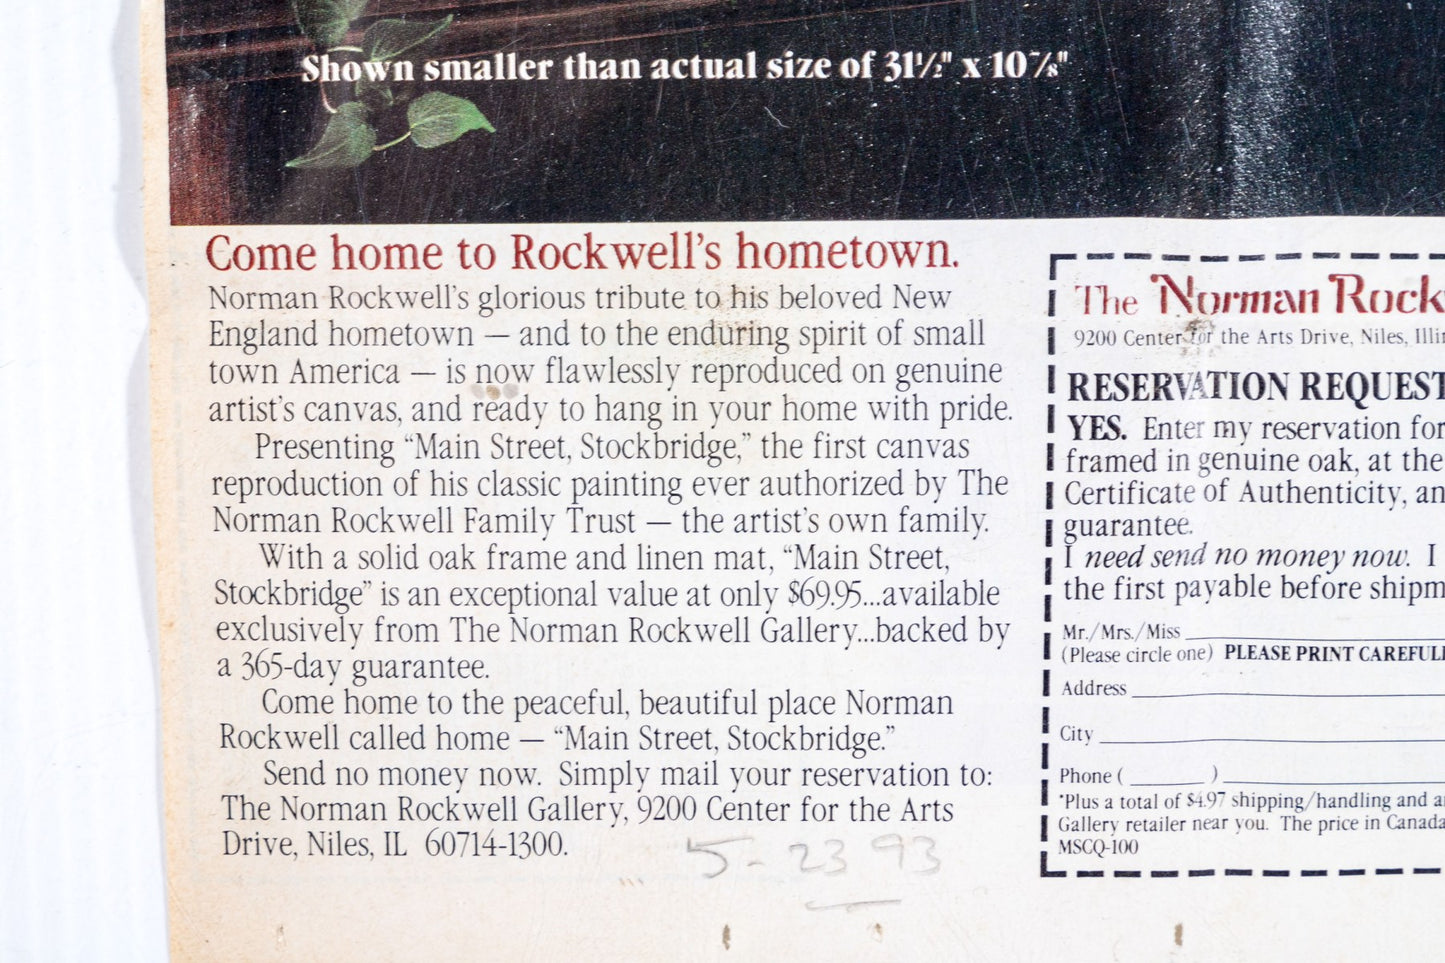 Shown smaller than actual size of 31½" x 10⅞"
Come home to Rockwell's hometown.
Norman Rockwell's glorious tribute to his beloved New
England hometown — and to the enduring spirit of small
town America — is now flawlessly reproduced on genuine
artist's canvas, and ready to hang in your home with pride.
Presenting “Main Street, Stockbridge,” the first canvas
reproduction of his classic painting ever authorized by The
Norman Rockwell Family Trust — the artist's own family.
With a solid oak frame and linen mat, “Main Street,
Stockbridge” is an exceptional value at only $69.95...available
exclusively from The Norman Rockwell Gallery...backed by
a 365-day guarantee.
Come home to the peaceful, beautiful place Norman
Rockwell called home — “Main Street, Stockbridge.”
Send no money now. Simply mail your reservation to:
The Norman Rockwell Gallery, 9200 Center for the Arts
Drive, Niles, IL 60714-1300.
5-23 93
The Norman Rock
9200 Center for the Arts Drive, Niles, Illi
RESERVATION REQUEST
YES. Enter my reservation for
framed in genuine oak, at the
Certificate of Authenticity, an
guarantee.
I need send no money now. I
the first payable before shipm
Mr./Mrs./Miss
(Please circle one) PLEASE PRINT CAREFULL
Address
City
Phone ( )
*Plus a total of $4.97 shipping/handling and a
Gallery retailer near you. The price in Canada
MSCQ-100